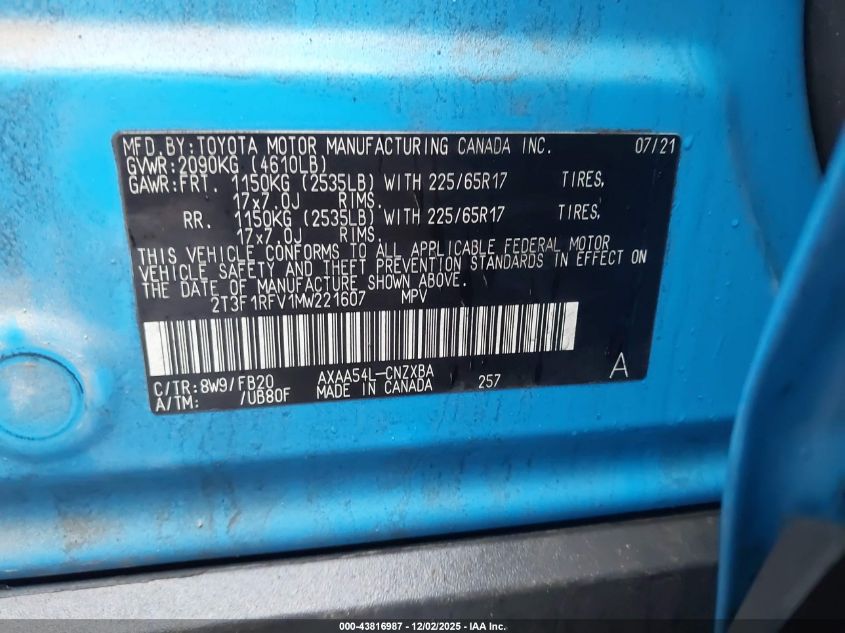 MFD.BY:TOYOTA MOTOR MANUFACTURING CANADA INC. 07/21
GVWR:2090KG (4610LB)
GAWR:FRT. 1150KG (2535LB) WITH 225/65R17 TIRES,
17x7.0J RIMS.
RR. 1150KG (2535LB) WITH 225/65R17 TIRES,
17x7.0J RIMS.
THIS VEHICLE CONFORMS TO ALL APPLICABLE FEDERAL MOTOR
VEHICLE SAFETY AND THEFT PREVENTION STANDARDS IN EFFECT ON
THE DATE OF MANUFACTURE SHOWN ABOVE.
2T3F1RFV1MW221607 MPV
C/TR:8W9/FB20 AXAA54L-CNZXBA 257 A
A/TM: /UB80F MADE IN CANADA
000-43816987 - 12/02/2025 - IAA Inc.